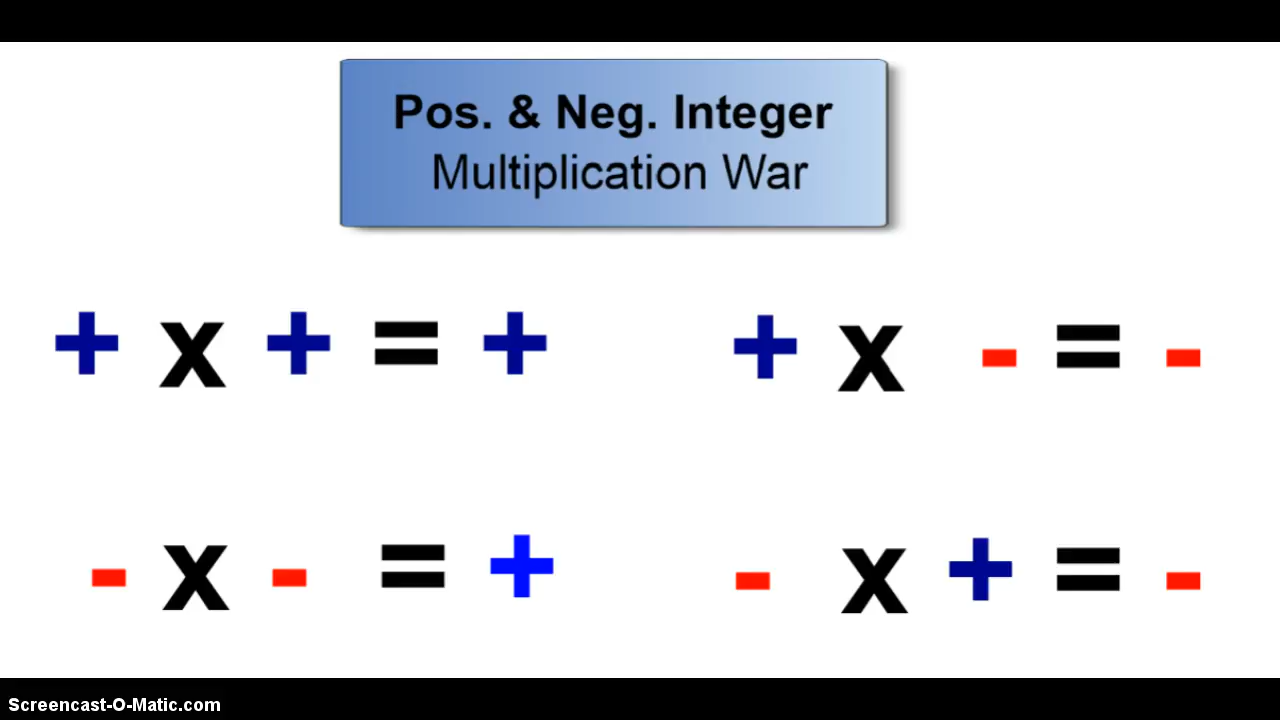 Pos. & Neg. Integer
Multiplication War
+ x + = +
+ x - = -
- x - = +
- x + = -
Screencast-O-Matic.com